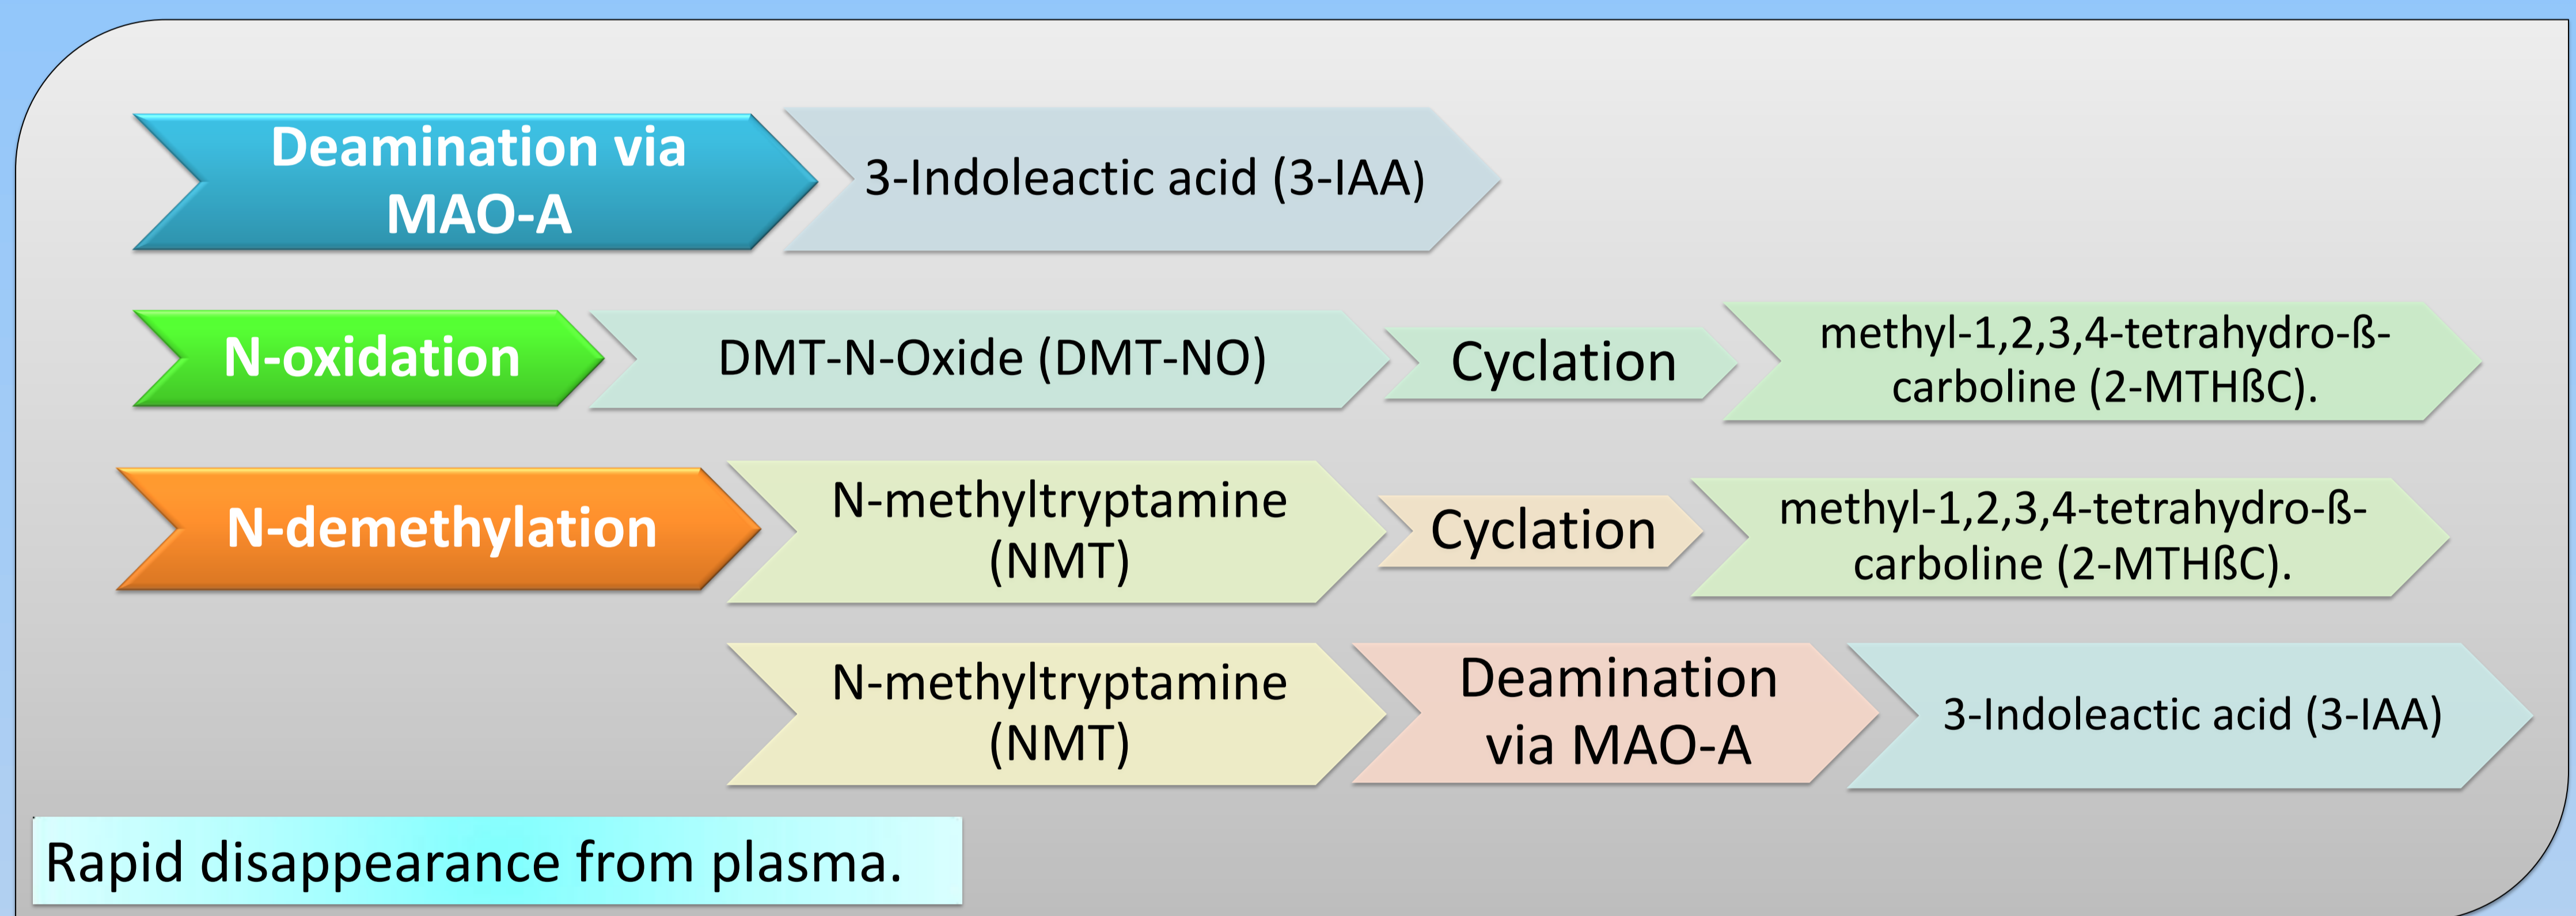 Deamination via
MAO-A
3-Indoleactic acid (3-IAA)
N-oxidation
DMT-N-Oxide (DMT-NO)
Cyclation
methyl-1,2,3,4-tetrahydro-ß-
carboline (2-MTHßC).
N-demethylation
N-methyltryptamine
(NMT)
Cyclation
methyl-1,2,3,4-tetrahydro-ß-
carboline (2-MTHßC).
N-methyltryptamine
(NMT)
Deamination
via MAO-A
3-Indoleactic acid (3-IAA)
Rapid disappearance from plasma.